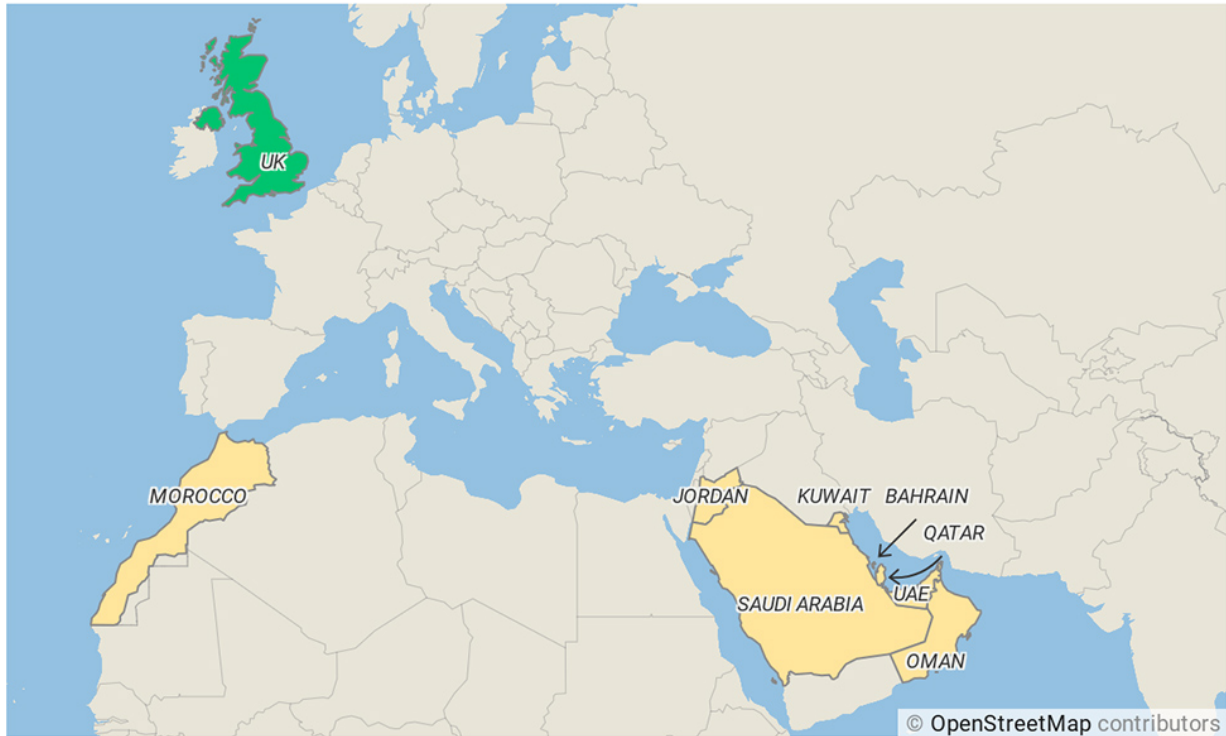 UK
MOROCCO
JORDAN
KUWAIT
BAHRAIN
QATAR
UAE
SAUDI ARABIA
OMAN
© OpenStreetMap contributors